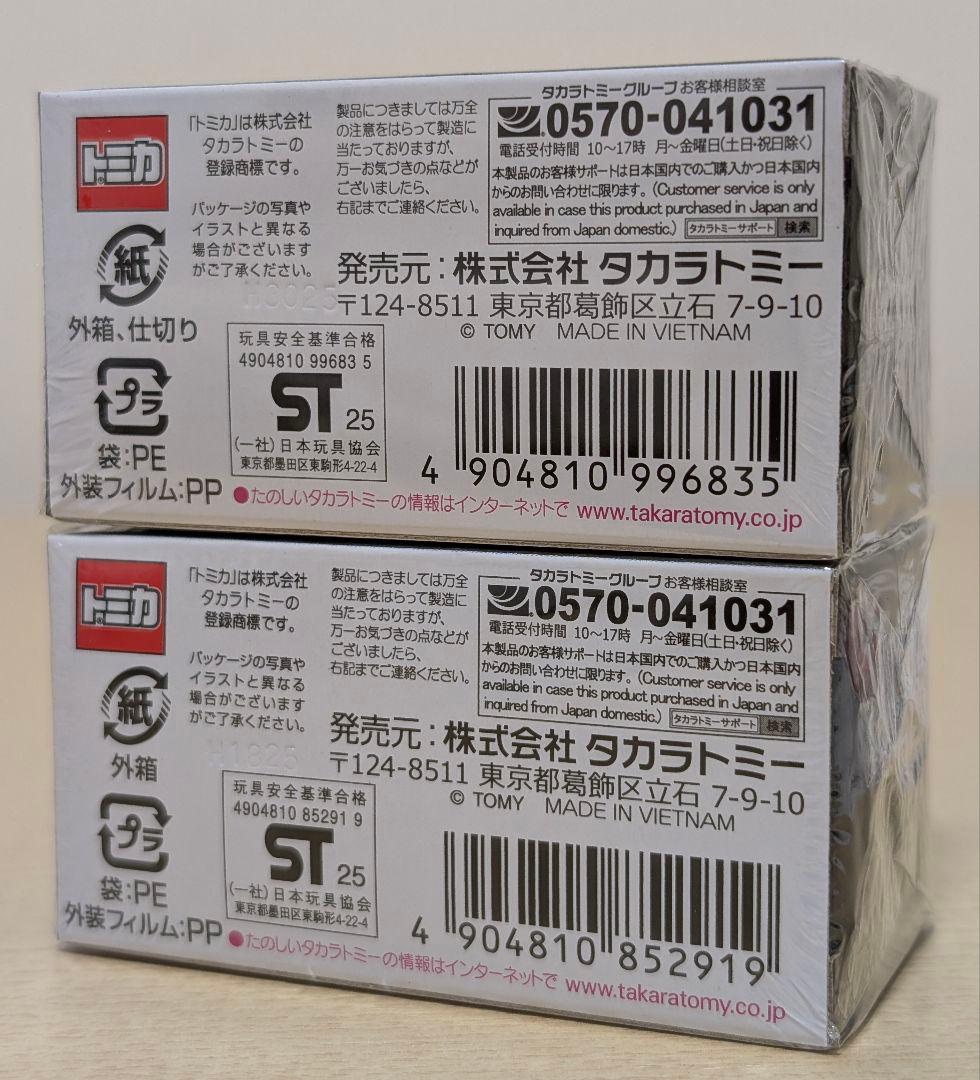 トミカ
「トミカ」は株式会社
タカラトミーの
登録商標です。
パッケージの写真や
イラストと異なる
場合がございます
がご了承ください。
製品につきましては万全
の注意をはらって製造に
当たっておりますが、
万一お気づきの点などが
ございましたら、
右記までご連絡ください。
タカラトミーグループお客様相談室
0570-041031
電話受付時間 10〜17時 月〜金曜日(土日・祝日除く)
本製品のお客様サポートは日本国内でのご購入かつ日本国内
からのお問い合わせに限ります。(Customer service is only
available in case this product purchased in Japan and
inquired from Japan domestic.) タカラトミーサポート 検索
紙
外箱、仕切り
プラ
袋:PE
外装フィルム:PP
H3025
発売元:株式会社 タカラトミー
〒124-8511 東京都葛飾区立石 7-9-10
© TOMY MADE IN VIETNAM
玩具安全基準合格
4904810 99683 5
ST 25
(一社)日本玩具協会
東京都墨田区東駒形4-22-4
4 904810 996835
●たのしいタカラトミーの情報はインターネットで www.takaratomy.co.jp
トミカ
「トミカ」は株式会社
タカラトミーの
登録商標です。
パッケージの写真や
イラストと異なる
場合がございます
がご了承ください。
製品につきましては万全
の注意をはらって製造に
当たっておりますが、
万一お気づきの点などが
ございましたら、
右記までご連絡ください。
タカラトミーグループお客様相談室
0570-041031
電話受付時間 10〜17時 月〜金曜日(土日・祝日除く)
本製品のお客様サポートは日本国内でのご購入かつ日本国内
からのお問い合わせに限ります。(Customer service is only
available in case this product purchased in Japan and
inquired from Japan domestic.) タカラトミーサポート 検索
紙
外箱
プラ
袋:PE
外装フィルム:PP
H1825
発売元:株式会社 タカラトミー
〒124-8511 東京都葛飾区立石 7-9-10
© TOMY MADE IN VIETNAM
玩具安全基準合格
4904810 85291 9
ST 25
(一社)日本玩具協会
東京都墨田区東駒形4-22-4
4 904810 852919
●たのしいタカラトミーの情報はインターネットで www.takaratomy.co.jp